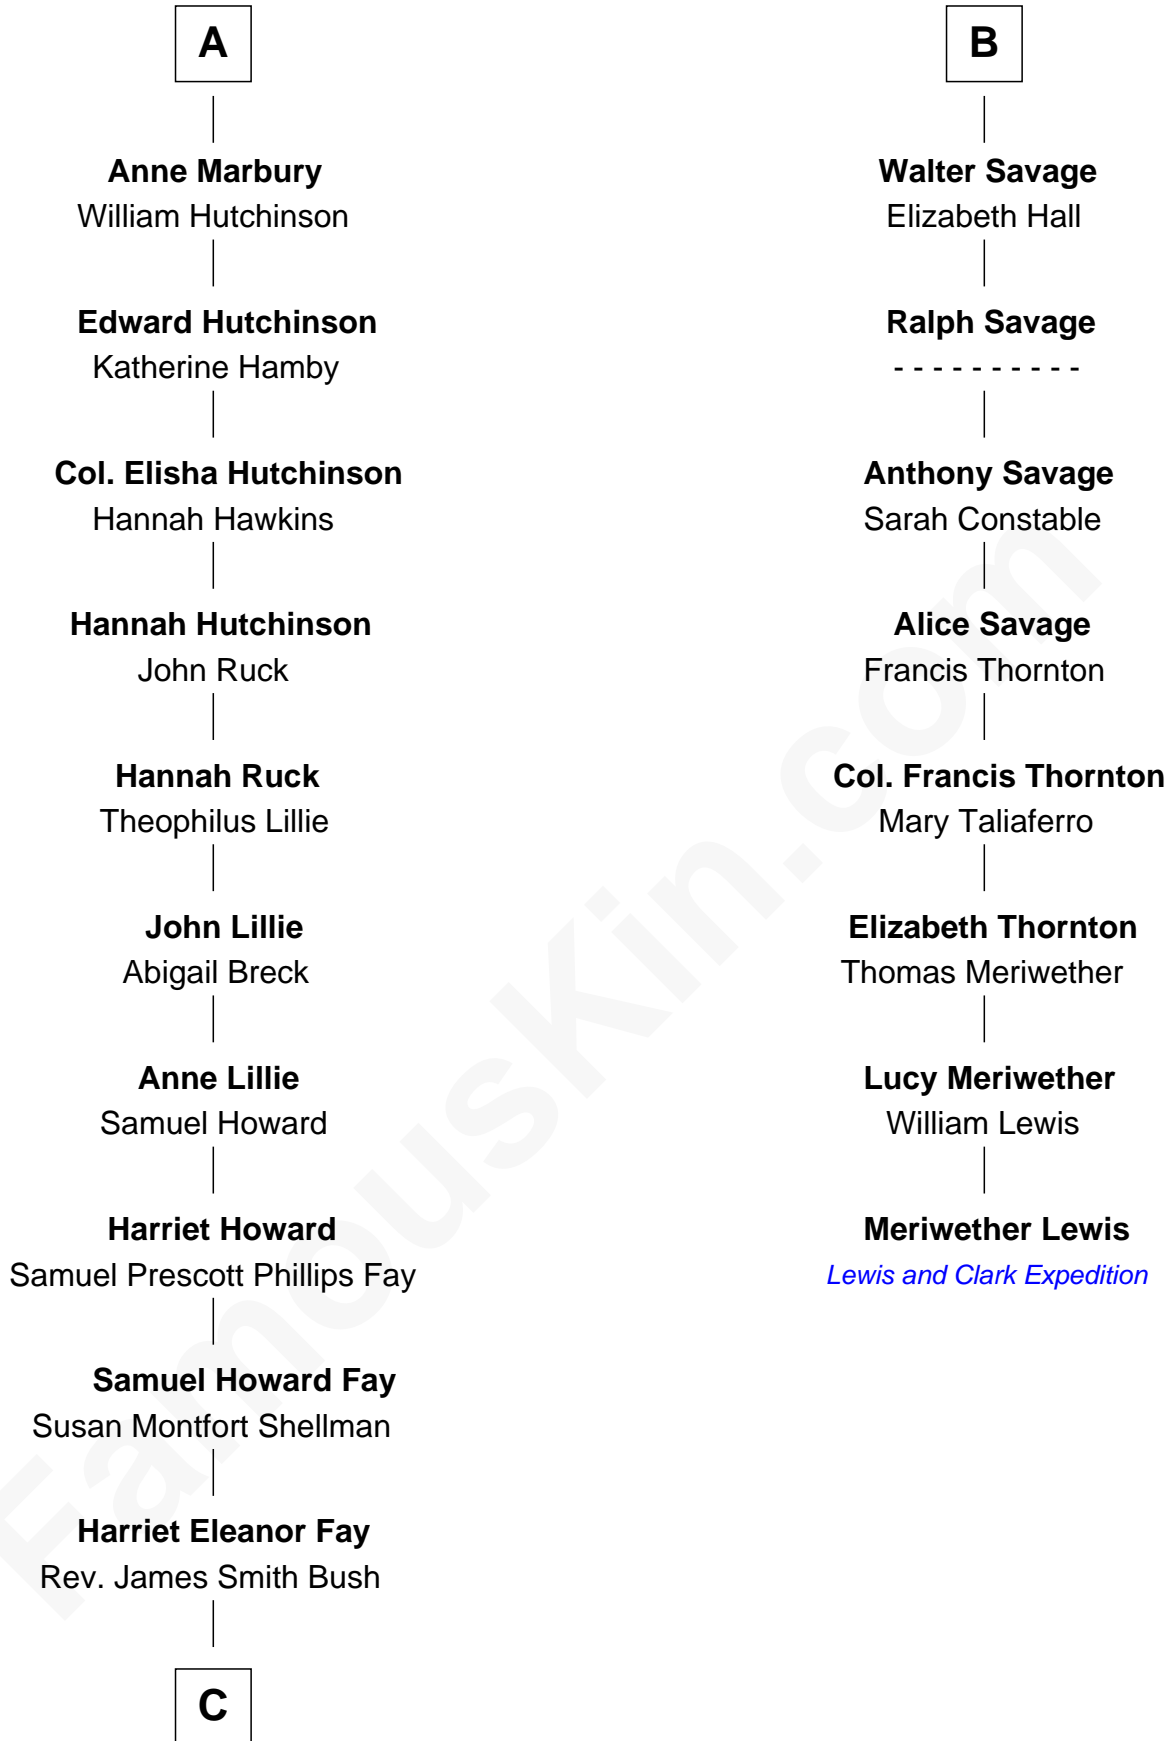 A
Anne Marbury
William Hutchinson
Edward Hutchinson
Katherine Hamby
Col. Elisha Hutchinson
Hannah Hawkins
Hannah Hutchinson
John Ruck
Hannah Ruck
Theophilus Lillie
John Lillie
Abigail Breck
Anne Lillie
Samuel Howard
Harriet Howard
Samuel Prescott Phillips Fay
Samuel Howard Fay
Susan Montfort Shellman
Harriet Eleanor Fay
Rev. James Smith Bush
C
B
Walter Savage
Elizabeth Hall
Ralph Savage
- - - - - - - - - -
Anthony Savage
Sarah Constable
Alice Savage
Francis Thornton
Col. Francis Thornton
Mary Taliaferro
Elizabeth Thornton
Thomas Meriwether
Lucy Meriwether
William Lewis
Meriwether Lewis
Lewis and Clark Expedition
FamousKin.com